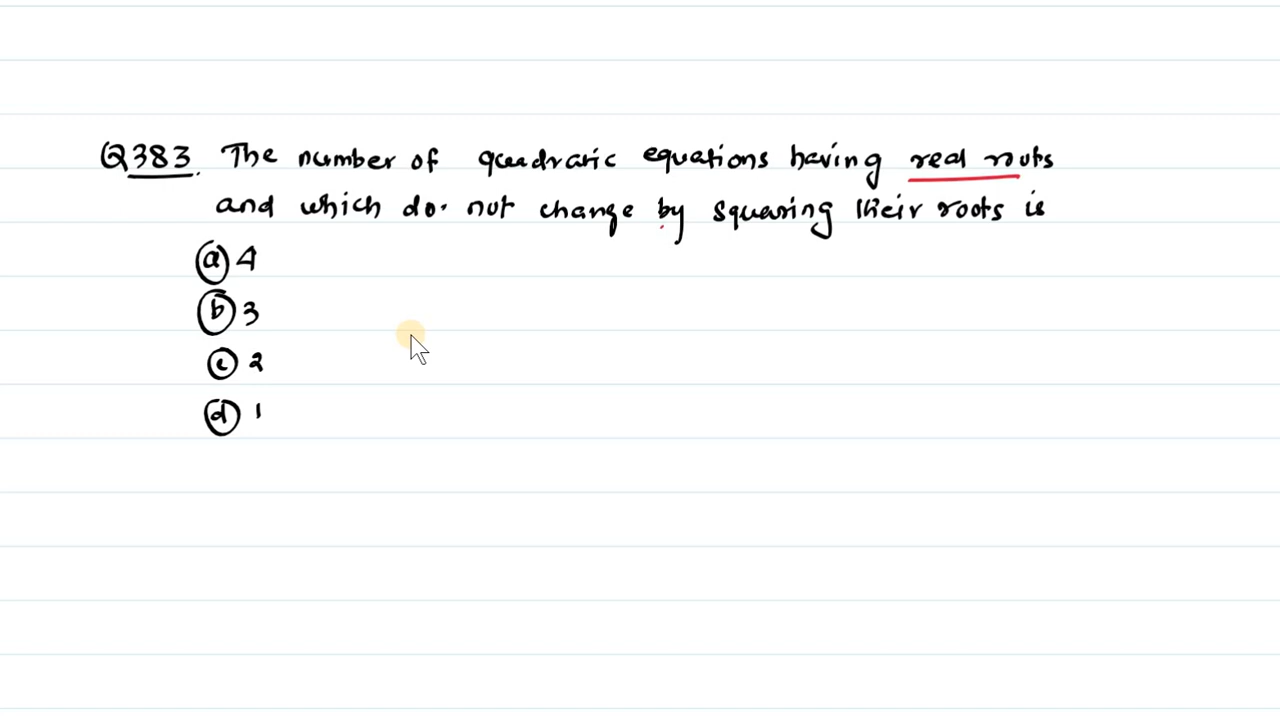 Q383. The number of quadratic equations having real roots
and which do not change by squaring their roots is
(a) 4
(b) 3
(c) 2
(d) 1